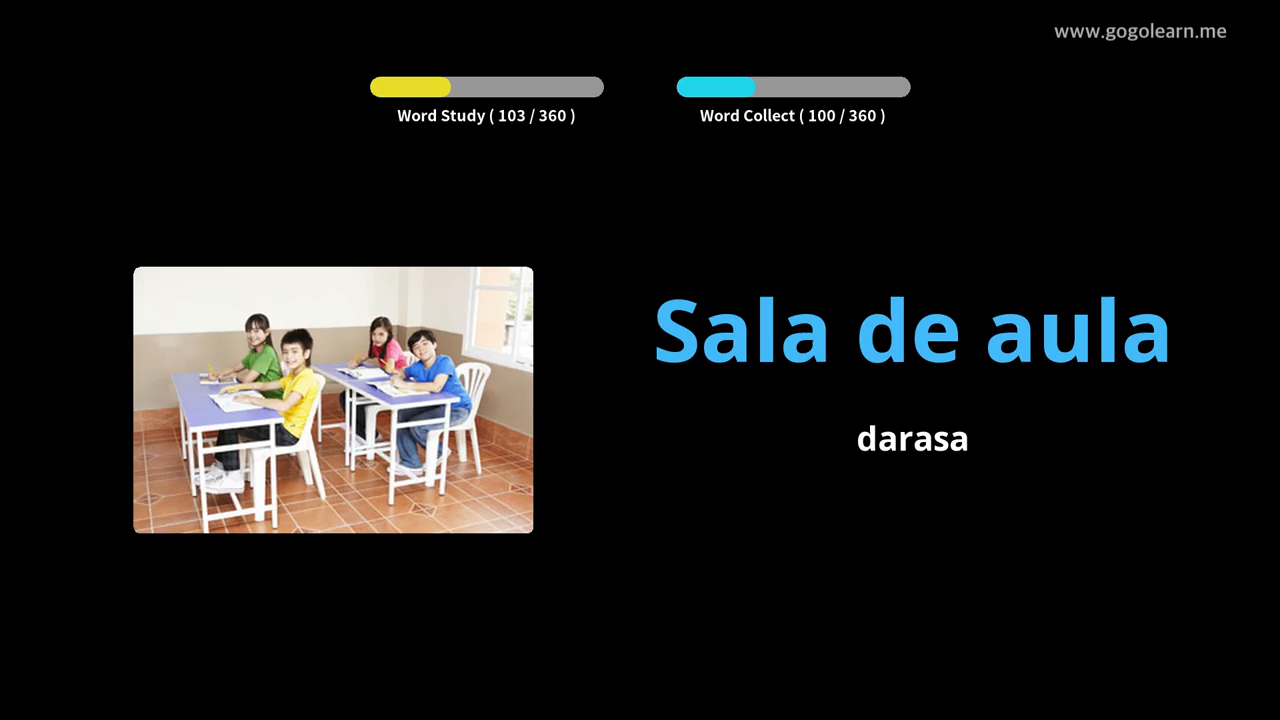 www.gogolearn.me
Word Study ( 103 / 360 )
Word Collect ( 100 / 360 )
Sala de aula
darasa